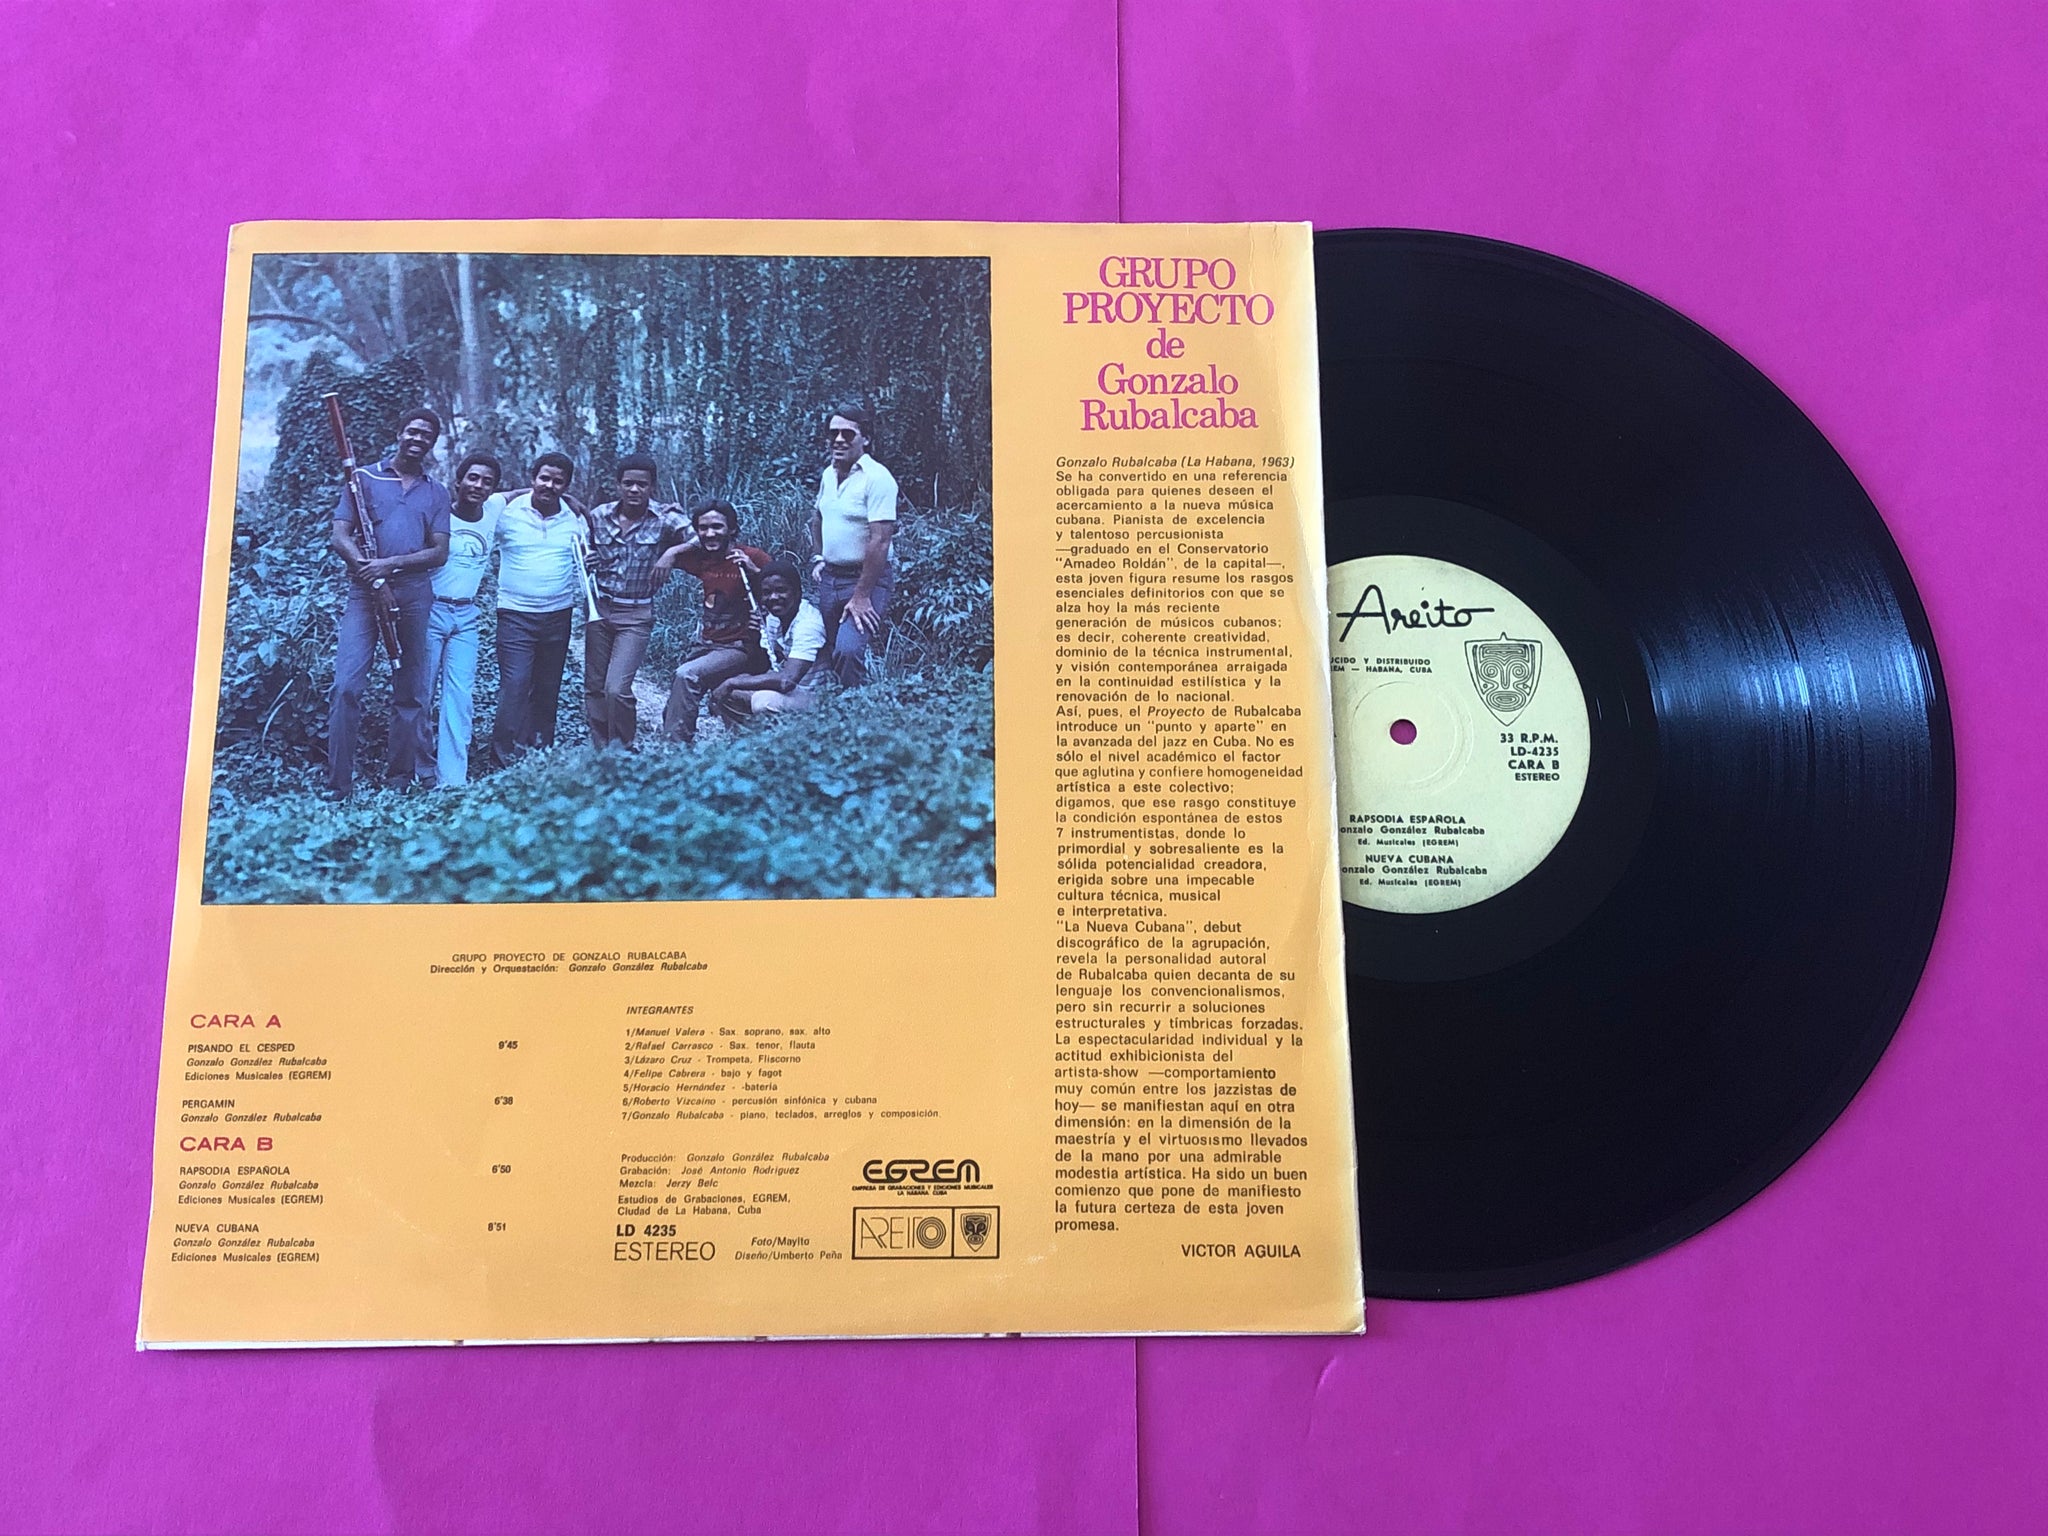 GRUPO
PROYECTO
de
Gonzalo
Rubalcaba
Gonzalo Rubalcaba (La Habana, 1963)
Se ha convertido en una referencia
obligada para quienes deseen el
acercamiento a la nueva música
cubana. Pianista de excelencia
y talentoso percusionista
—graduado en el Conservatorio
"Amadeo Roldán", de la capital—,
esta joven figura resume los rasgos
esenciales definitorios con que se
alza hoy la más reciente
generación de músicos cubanos;
es decir, coherente creatividad,
dominio de la técnica instrumental,
y visión contemporánea arraigada
en la continuidad estilística y la
renovación de lo nacional.
Así, pues, el Proyecto de Rubalcaba
introduce un "punto y aparte" en
la avanzada del jazz en Cuba. No es
sólo el nivel académico el factor
que aglutina y confiere homogeneidad
artística a este colectivo;
digamos, que ese rasgo constituye
la condición espontánea de estos
7 instrumentistas, donde lo
primordial y sobresaliente es la
sólida potencialidad creadora,
erigida sobre una impecable
cultura técnica, musical
e interpretativa.
"La Nueva Cubana", debut
discográfico de la agrupación,
revela la personalidad autoral
de Rubalcaba quien decanta de su
lenguaje los convencionalismos,
pero sin recurrir a soluciones
estructurales y tímbricas forzadas.
La espectacularidad individual y la
actitud exhibicionista del
artista-show —comportamiento
muy común entre los jazzistas de
hoy— se manifiestan aquí en otra
dimensión: en la dimensión de la
maestría y el virtuosismo llevados
de la mano por una admirable
modestia artística. Ha sido un buen
comienzo que pone de manifiesto
la futura certeza de esta joven
promesa.
VICTOR AGUILA
GRUPO PROYECTO DE GONZALO RUBALCABA
Dirección y Orquestación: Gonzalo González Rubalcaba
CARA A
PISANDO EL CESPED 9'45
Gonzalo González Rubalcaba
Ediciones Musicales (EGREM)
PERGAMIN 6'38
Gonzalo González Rubalcaba
CARA B
RAPSODIA ESPAÑOLA 6'50
Gonzalo González Rubalcaba
Ediciones Musicales (EGREM)
NUEVA CUBANA 8'51
Gonzalo González Rubalcaba
Ediciones Musicales (EGREM)
INTEGRANTES
1/Manuel Valera - Sax. soprano, sax. alto
2/Rafael Carrasco - Sax. tenor, flauta
3/Lázaro Cruz - Trompeta, Fliscorno
4/Felipe Cabrera - bajo y fagot
5/Horacio Hernández - -batería
6/Roberto Vizcaino - percusión sinfónica y cubana
7/Gonzalo Rubalcaba - piano, teclados, arreglos y composición.
Producción: Gonzalo González Rubalcaba
Grabación: José Antonio Rodríguez
Mezcla: Jerzy Belc
Estudios de Grabaciones, EGREM,
Ciudad de La Habana, Cuba
LD 4235
ESTEREO
Foto/Mayito
Diseño/Umberto Peña
EGREM
EMPRESA DE GRABACIONES Y EDICIONES MUSICALES
LA HABANA CUBA
AREITO
Areito
UCIDO Y DISTRIBUIDO
EM — HABANA, CUBA
33 R.P.M.
LD-4235
CARA B
ESTEREO
RAPSODIA ESPAÑOLA
onzalo González Rubalcaba
Ed. Musicales (EGREM)
NUEVA CUBANA
onzalo González Rubalcaba
Ed. Musicales (EGREM)